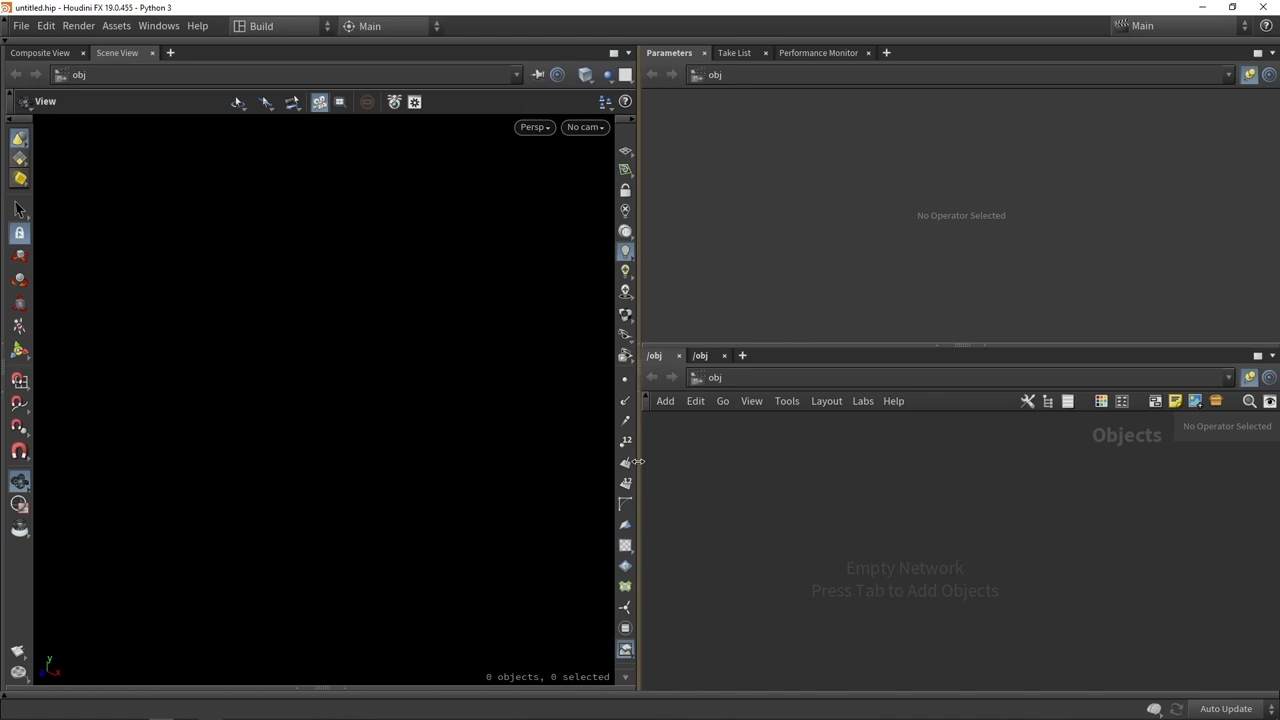 untitled.hip - Houdini FX 19.0.455 - Python 3
File Edit Render Assets Windows Help Build Main Main
Composite View Scene View
obj
View
Persp No cam
12
12
y
x
0 objects, 0 selected
Parameters Take List Performance Monitor
obj
No Operator Selected
/obj /obj
obj
Add Edit Go View Tools Layout Labs Help
Objects
No Operator Selected
Empty Network
Press Tab to Add Objects
Auto Update